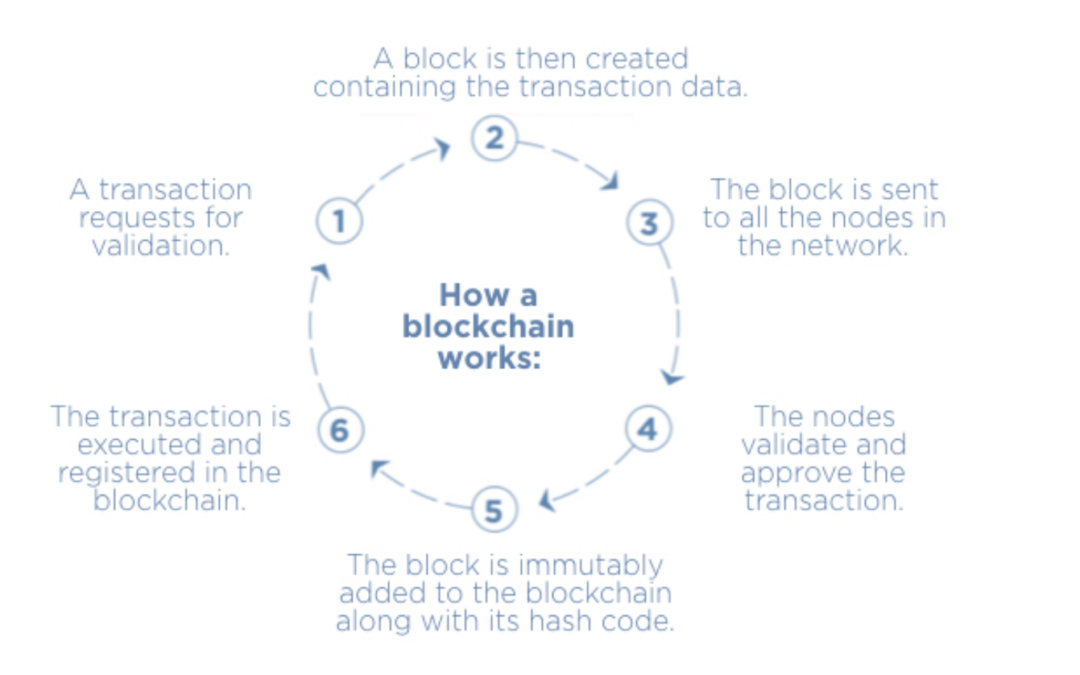 How a
blockchain
works:
1
A transaction
requests for
validation.
2
A block is then created
containing the transaction data.
3
The block is sent
to all the nodes in
the network.
4
The nodes
validate and
approve the
transaction.
5
The block is immutably
added to the blockchain
along with its hash code.
6
The transaction is
executed and
registered in the
blockchain.